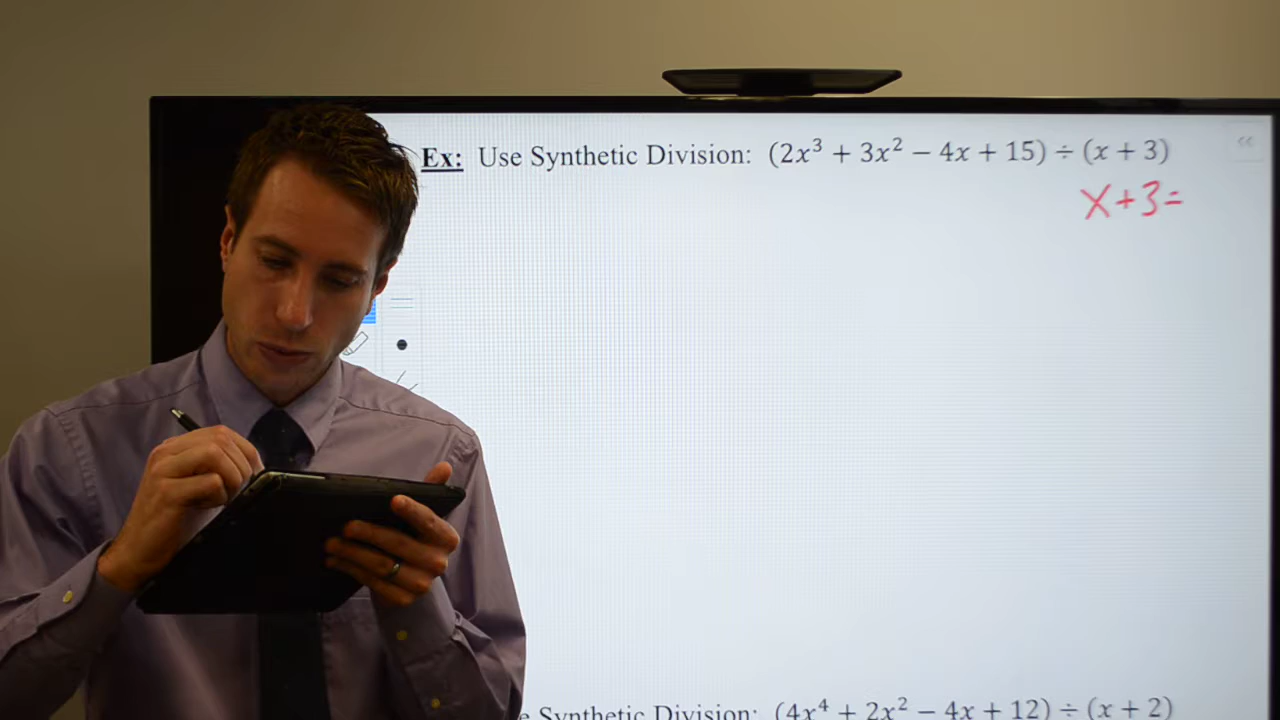 Ex: Use Synthetic Division: (2x³ + 3x² − 4x + 15) ÷ (x + 3)
x+3=
Synthetic Division: (4x⁴ + 2x² − 4x + 12) ÷ (x + 2)